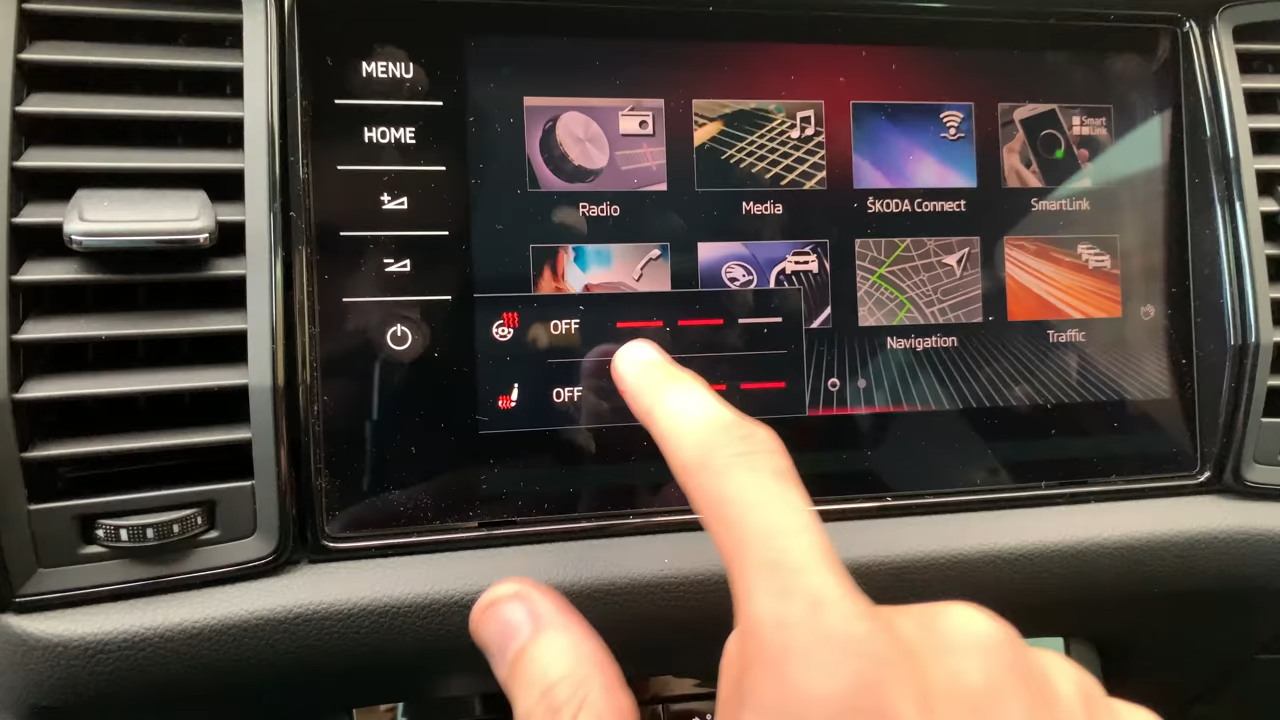 MENU
HOME
Smart
Link
Radio
Media
ŠKODA Connect
SmartLink
OFF
Navigation
Traffic
OFF